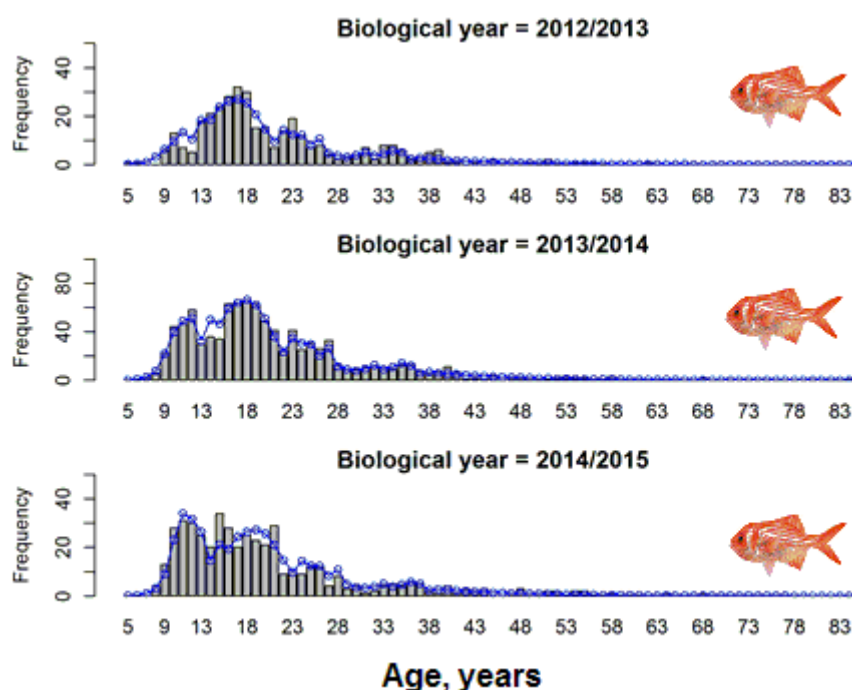 Biological year = 2012/2013
Frequency
40
20
0
5 9 13 18 23 28 33 38 43 48 53 58 63 68 73 78 83
Biological year = 2013/2014
Frequency
80
40
0
5 9 13 18 23 28 33 38 43 48 53 58 63 68 73 78 83
Biological year = 2014/2015
Frequency
40
20
0
5 9 13 18 23 28 33 38 43 48 53 58 63 68 73 78 83
Age, years